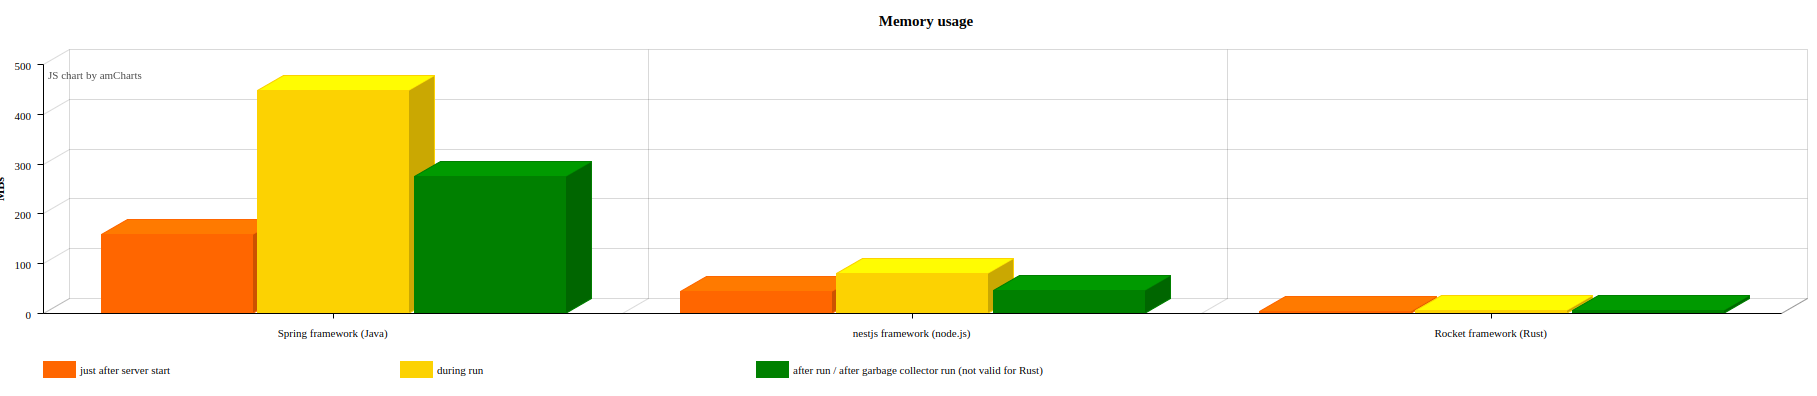 Memory usage
500
JS chart by amCharts
400
300
MBs
200
100
0
Spring framework (Java)
nestjs framework (node.js)
Rocket framework (Rust)
just after server start
during run
after run / after garbage collector run (not valid for Rust)